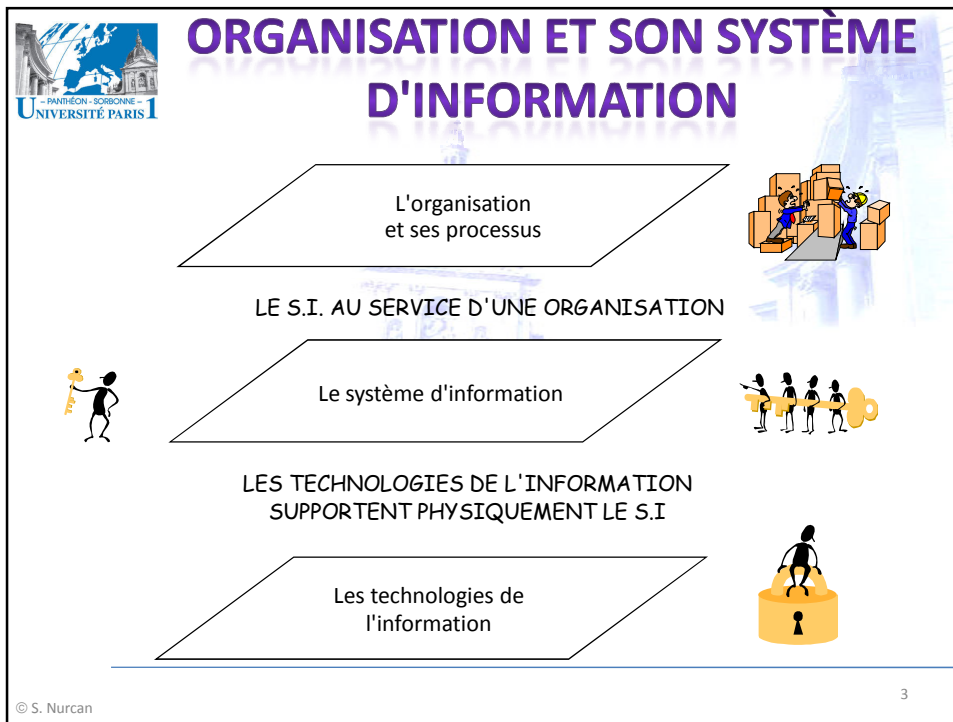 ORGANISATION ET SON SYSTÈME
D'INFORMATION
– PANTHÉON - SORBONNE –
UNIVERSITÉ PARIS 1
L'organisation
et ses processus
LE S.I. AU SERVICE D'UNE ORGANISATION
Le système d'information
LES TECHNOLOGIES DE L'INFORMATION
SUPPORTENT PHYSIQUEMENT LE S.I
Les technologies de
l'information
© S. Nurcan
3